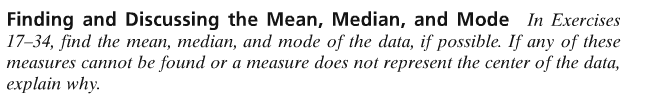 Finding and Discussing the Mean, Median, and Mode In Exercises
17–34, find the mean, median, and mode of the data, if possible. If any of these
measures cannot be found or a measure does not represent the center of the data,
explain why.